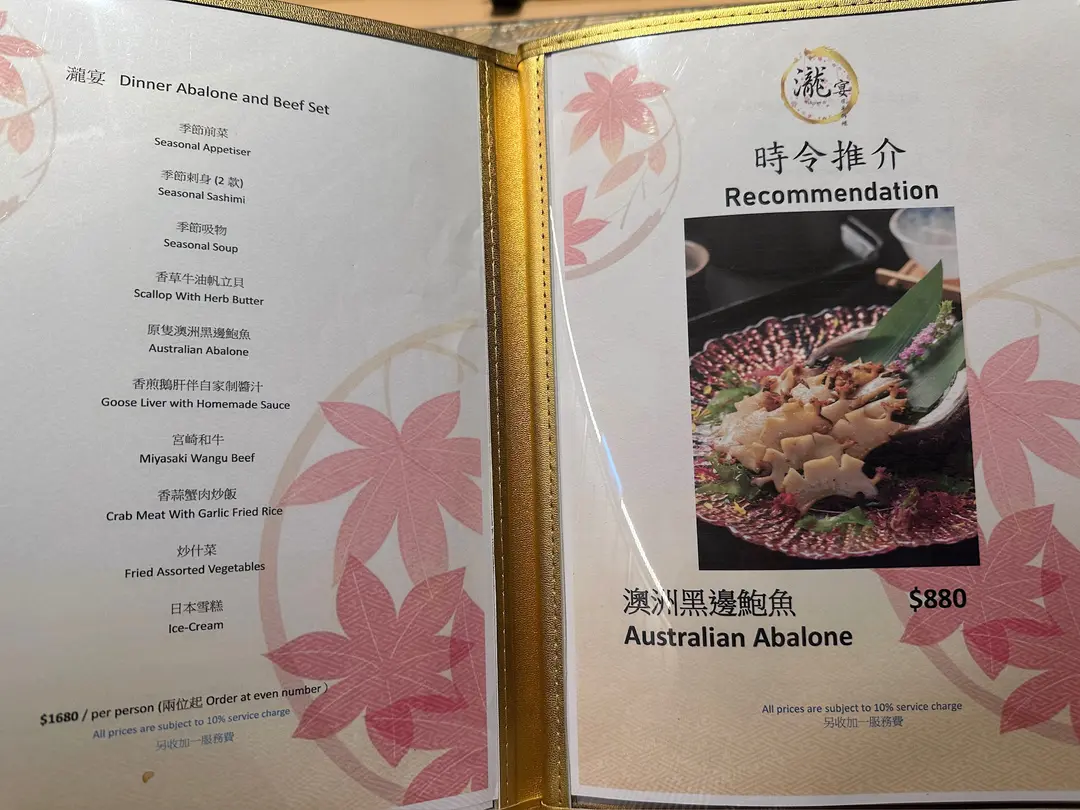 瀧宴 Dinner Abalone and Beef Set
季節前菜
Seasonal Appetiser
季節刺身 (2 款)
Seasonal Sashimi
季節吸物
Seasonal Soup
香草牛油帆立貝
Scallop With Herb Butter
原隻澳洲黑邊鮑魚
Australian Abalone
香煎鵝肝伴自家制醬汁
Goose Liver with Homemade Sauce
宮崎和牛
Miyasaki Wangu Beef
香蒜蟹肉炒飯
Crab Meat With Garlic Fried Rice
炒什菜
Fried Assorted Vegetables
日本雪糕
Ice-Cream
$1680 / per person (兩位起 Order at even number）
All prices are subject to 10% service charge
另收加一服務費
瀧宴
時令推介
Recommendation
澳洲黑邊鮑魚 $880
Australian Abalone
All prices are subject to 10% service charge
另收加一服務費